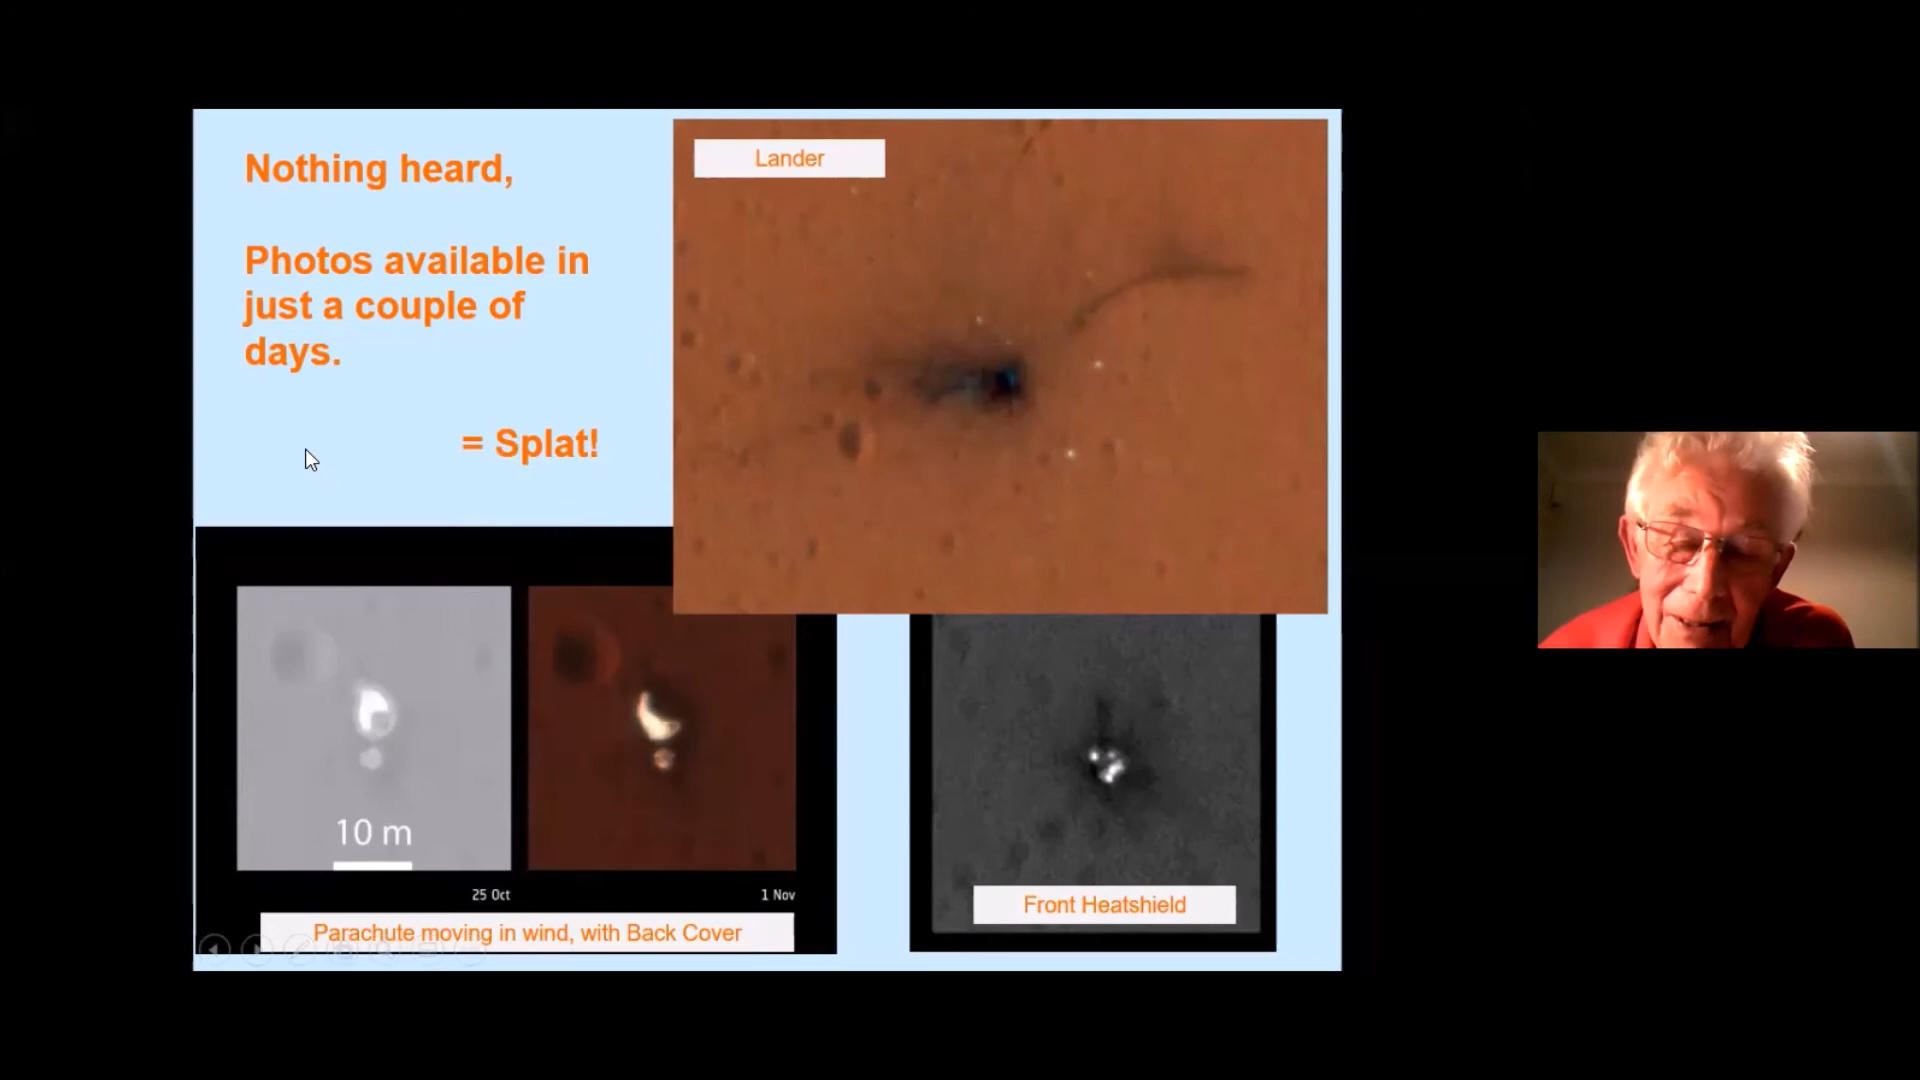 Nothing heard,
Photos available in
just a couple of
days.
= Splat!
Lander
10 m
25 Oct
1 Nov
Parachute moving in wind, with Back Cover
Front Heatshield